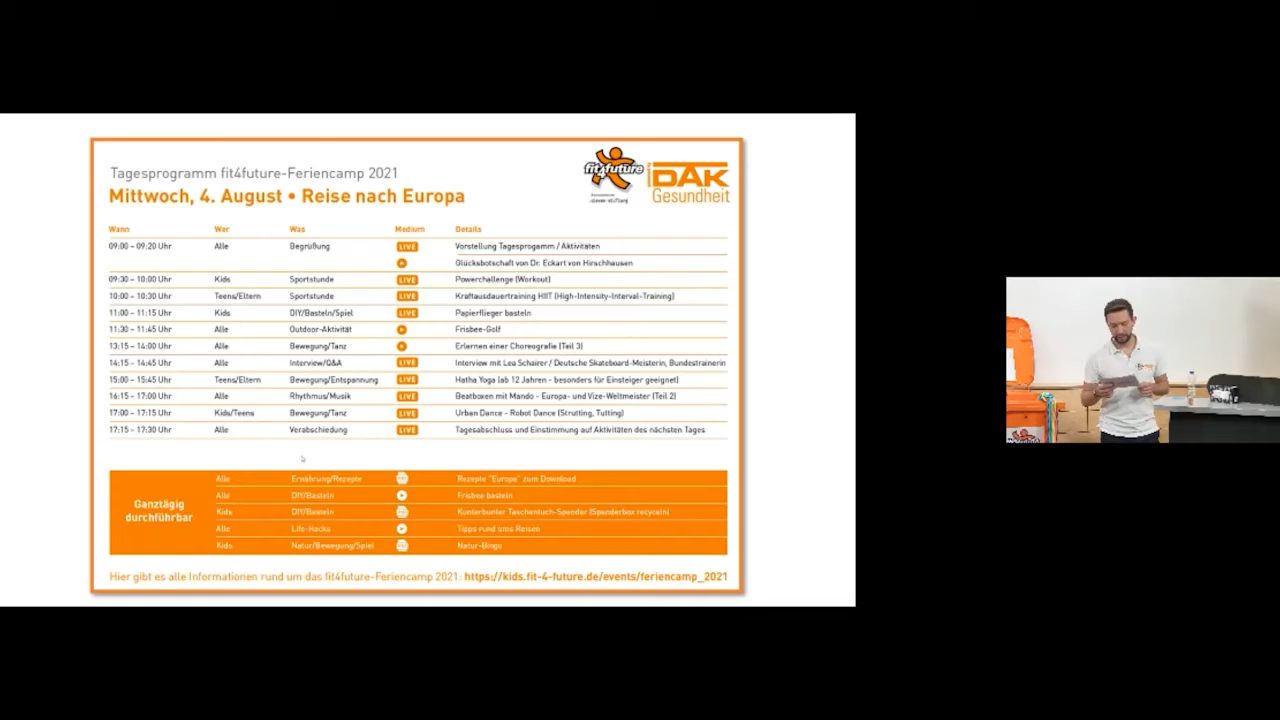 Tagesprogramm fit4future-Feriencamp 2021
Mittwoch, 4. August • Reise nach Europa
fit4future
DAK
Gesundheit
Wann Wer Was Medium Details
09:00 – 09:20 Uhr Alle Begrüßung LIVE Vorstellung Tagesprogamm / Aktivitäten
Glücksbotschaft von Dr. Eckart von Hirschhausen
09:30 – 10:00 Uhr Kids Sportstunde LIVE Powerchallenge (Workout)
10:00 – 10:30 Uhr Teens/Eltern Sportstunde LIVE Kraftausdauertraining HIIT (High-Intensity-Interval-Training)
11:00 – 11:15 Uhr Kids DIY/Basteln/Spiel LIVE Papierflieger basteln
11:30 – 11:45 Uhr Alle Outdoor-Aktivität Frisbee-Golf
13:15 – 14:00 Uhr Alle Bewegung/Tanz Erlernen einer Choreografie (Teil 3)
14:15 – 14:45 Uhr Alle Interview/Q&A LIVE Interview mit Lea Schairer / Deutsche Skateboard-Meisterin, Bundestrainerin
15:00 – 15:45 Uhr Teens/Eltern Bewegung/Entspannung LIVE Hatha Yoga (ab 12 Jahren - besonders für Einsteiger geeignet)
16:15 – 17:00 Uhr Alle Rhythmus/Musik LIVE Beatboxen mit Mando - Europa- und Vize-Weltmeister (Teil 2)
17:00 – 17:15 Uhr Kids/Teens Bewegung/Tanz LIVE Urban Dance - Robot Dance (Strutting, Tutting)
17:15 – 17:30 Uhr Alle Verabschiedung LIVE Tagesabschluss und Einstimmung auf Aktivitäten des nächsten Tages
Ganztägig durchführbar
Alle Ernährung/Rezepte Rezepte "Europa" zum Download
Alle DIY/Basteln Frisbee basteln
Kids DIY/Basteln Kunterbunter Taschentuch-Spender (Spenderbox recyceln)
Alle Life-Hacks Tipps rund ums Reisen
Kids Natur/Bewegung/Spiel Natur-Bingo
Hier gibt es alle Informationen rund um das fit4future-Feriencamp 2021: https://kids.fit-4-future.de/events/feriencamp_2021